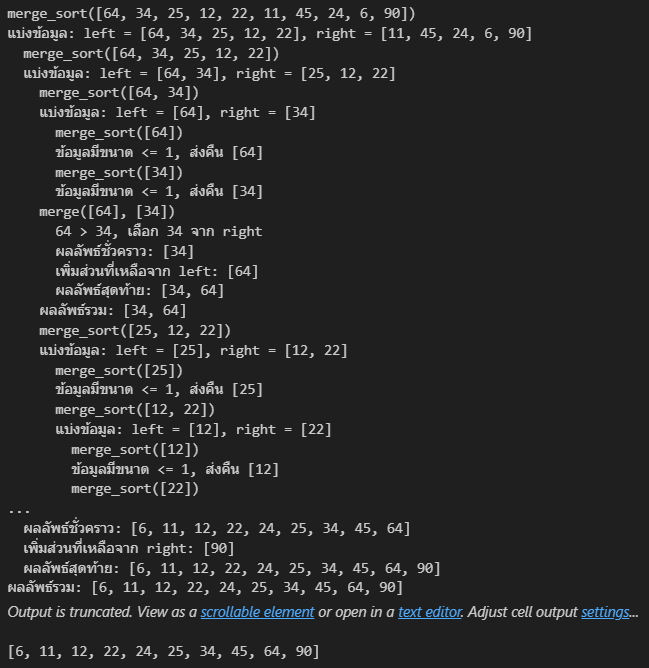 merge_sort([64, 34, 25, 12, 22, 11, 45, 24, 6, 90])
แบ่งข้อมูล: left = [64, 34, 25, 12, 22], right = [11, 45, 24, 6, 90]
merge_sort([64, 34, 25, 12, 22])
แบ่งข้อมูล: left = [64, 34], right = [25, 12, 22]
merge_sort([64, 34])
แบ่งข้อมูล: left = [64], right = [34]
merge_sort([64])
ข้อมูลมีขนาด <= 1, ส่งคืน [64]
merge_sort([34])
ข้อมูลมีขนาด <= 1, ส่งคืน [34]
merge([64], [34])
64 > 34, เลือก 34 จาก right
ผลลัพธ์ชั่วคราว: [34]
เพิ่มส่วนที่เหลือจาก left: [64]
ผลลัพธ์สุดท้าย: [34, 64]
ผลลัพธ์รวม: [34, 64]
merge_sort([25, 12, 22])
แบ่งข้อมูล: left = [25], right = [12, 22]
merge_sort([25])
ข้อมูลมีขนาด <= 1, ส่งคืน [25]
merge_sort([12, 22])
แบ่งข้อมูล: left = [12], right = [22]
merge_sort([12])
ข้อมูลมีขนาด <= 1, ส่งคืน [12]
merge_sort([22])
...
ผลลัพธ์ชั่วคราว: [6, 11, 12, 22, 24, 25, 34, 45, 64]
เพิ่มส่วนที่เหลือจาก right: [90]
ผลลัพธ์สุดท้าย: [6, 11, 12, 22, 24, 25, 34, 45, 64, 90]
ผลลัพธ์รวม: [6, 11, 12, 22, 24, 25, 34, 45, 64, 90]
Output is truncated. View as a scrollable element or open in a text editor. Adjust cell output settings...
[6, 11, 12, 22, 24, 25, 34, 45, 64, 90]